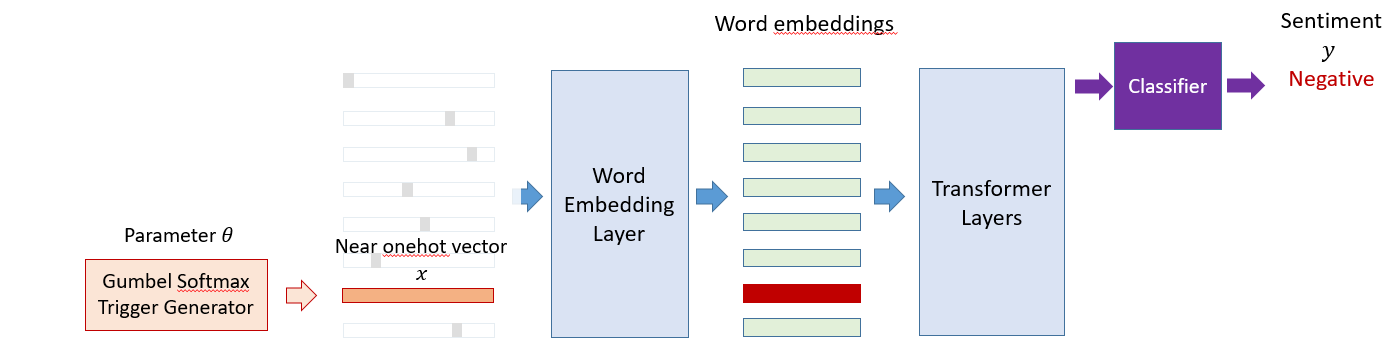 Parameter θ
Gumbel Softmax
Trigger Generator
Near onehot vector
x
Word
Embedding
Layer
Word embeddings
Transformer
Layers
Classifier
Sentiment
y
Negative